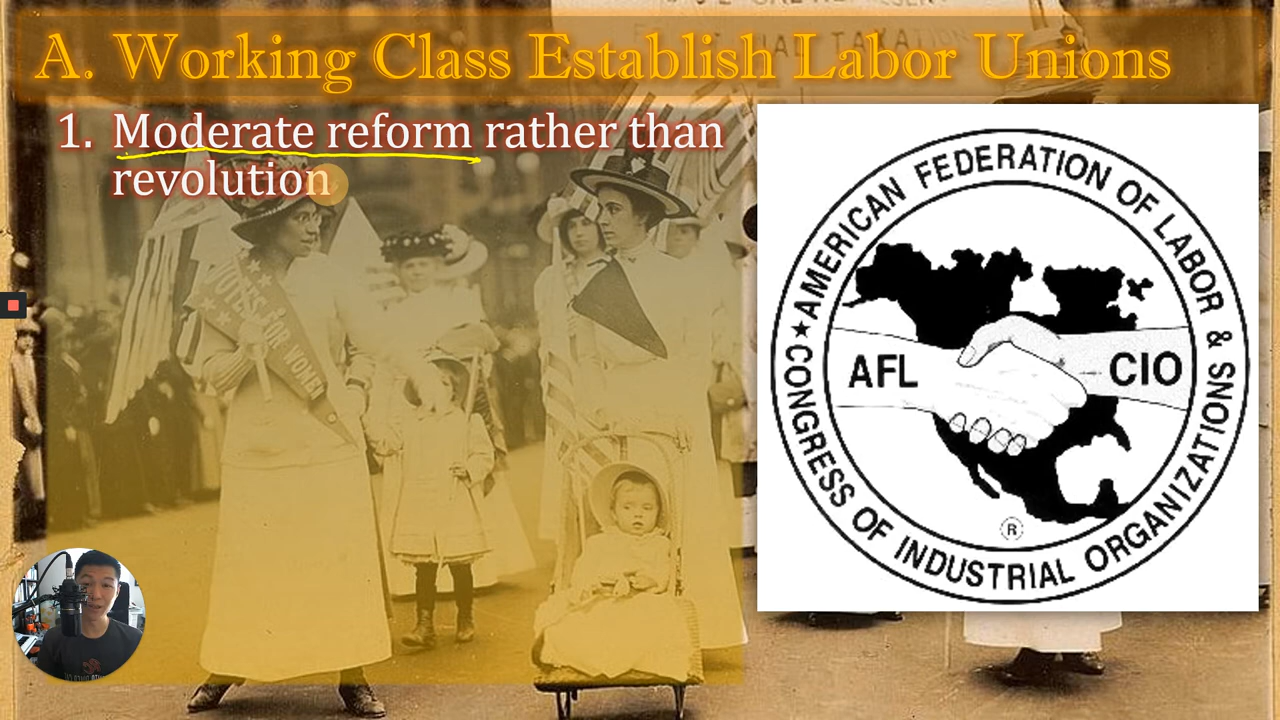 A. Working Class Establish Labor Unions
1. Moderate reform rather than
revolution
VOTES FOR WOMEN
★AMERICAN FEDERATION OF LABOR &
CONGRESS OF INDUSTRIAL ORGANIZATIONS
AFL
CIO
®